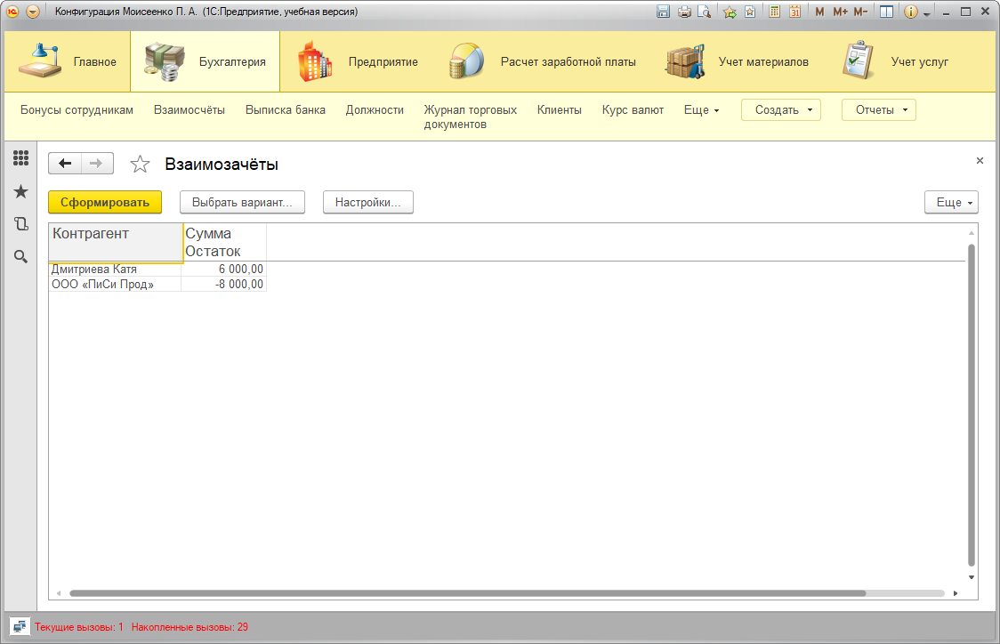 Конфигурация Моисеенко П. А. (1С:Предприятие, учебная версия)
31 M M+ M- i
Главное
Бухгалтерия
Предприятие
Расчет заработной платы
Учет материалов
Учет услуг
Бонусы сотрудникам
Взаимосчёты
Выписка банка
Должности
Журнал торговых
документов
Клиенты
Курс валют
Еще
Создать
Отчеты
Взаимозачёты
Сформировать
Выбрать вариант...
Настройки...
Еще
Контрагент
Сумма
Остаток
Дмитриева Катя 6 000,00
ООО «ПиСи Прод» -8 000,00
Текущие вызовы: 1 Накопленные вызовы: 29